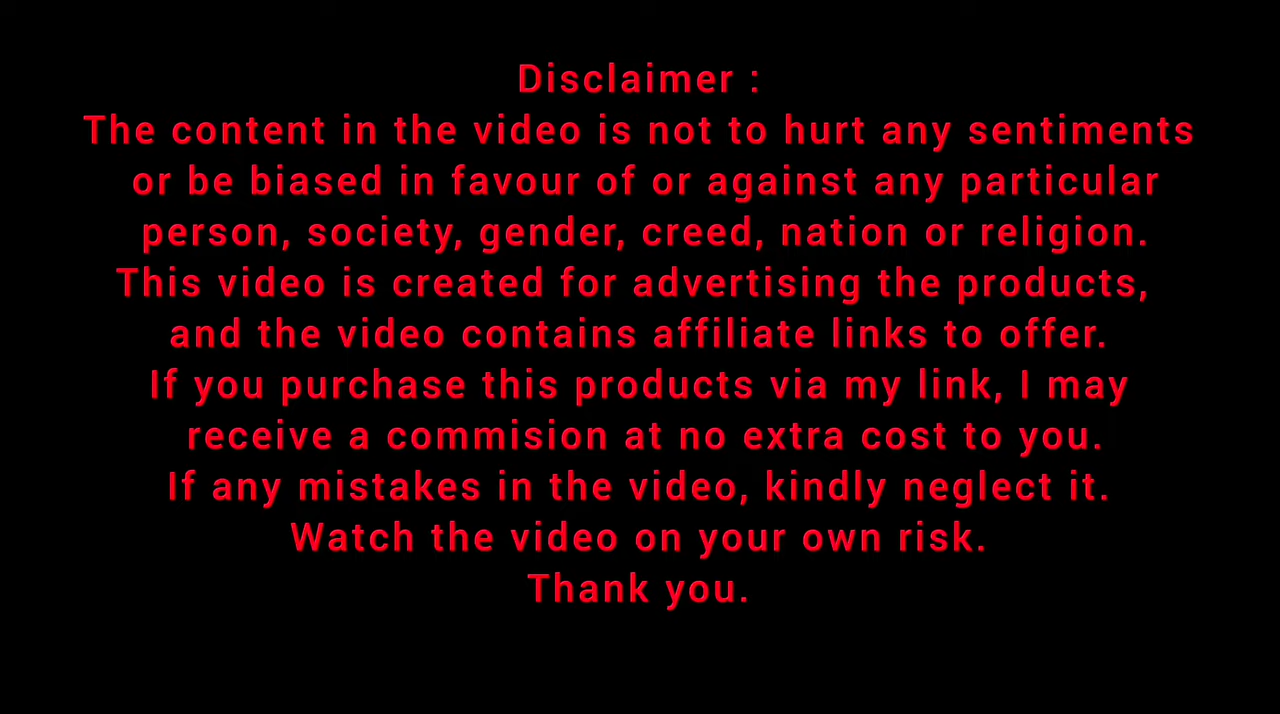 Disclaimer :
The content in the video is not to hurt any sentiments
or be biased in favour of or against any particular
person, society, gender, creed, nation or religion.
This video is created for advertising the products,
and the video contains affiliate links to offer.
If you purchase this products via my link, I may
receive a commision at no extra cost to you.
If any mistakes in the video, kindly neglect it.
Watch the video on your own risk.
Thank you.